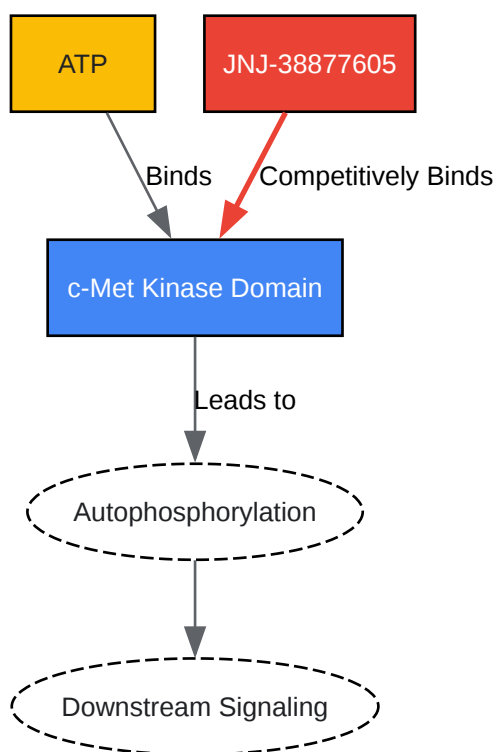 ATP
JNJ-38877605
Binds
Competitively Binds
c-Met Kinase Domain
Leads to
Autophosphorylation
Downstream Signaling